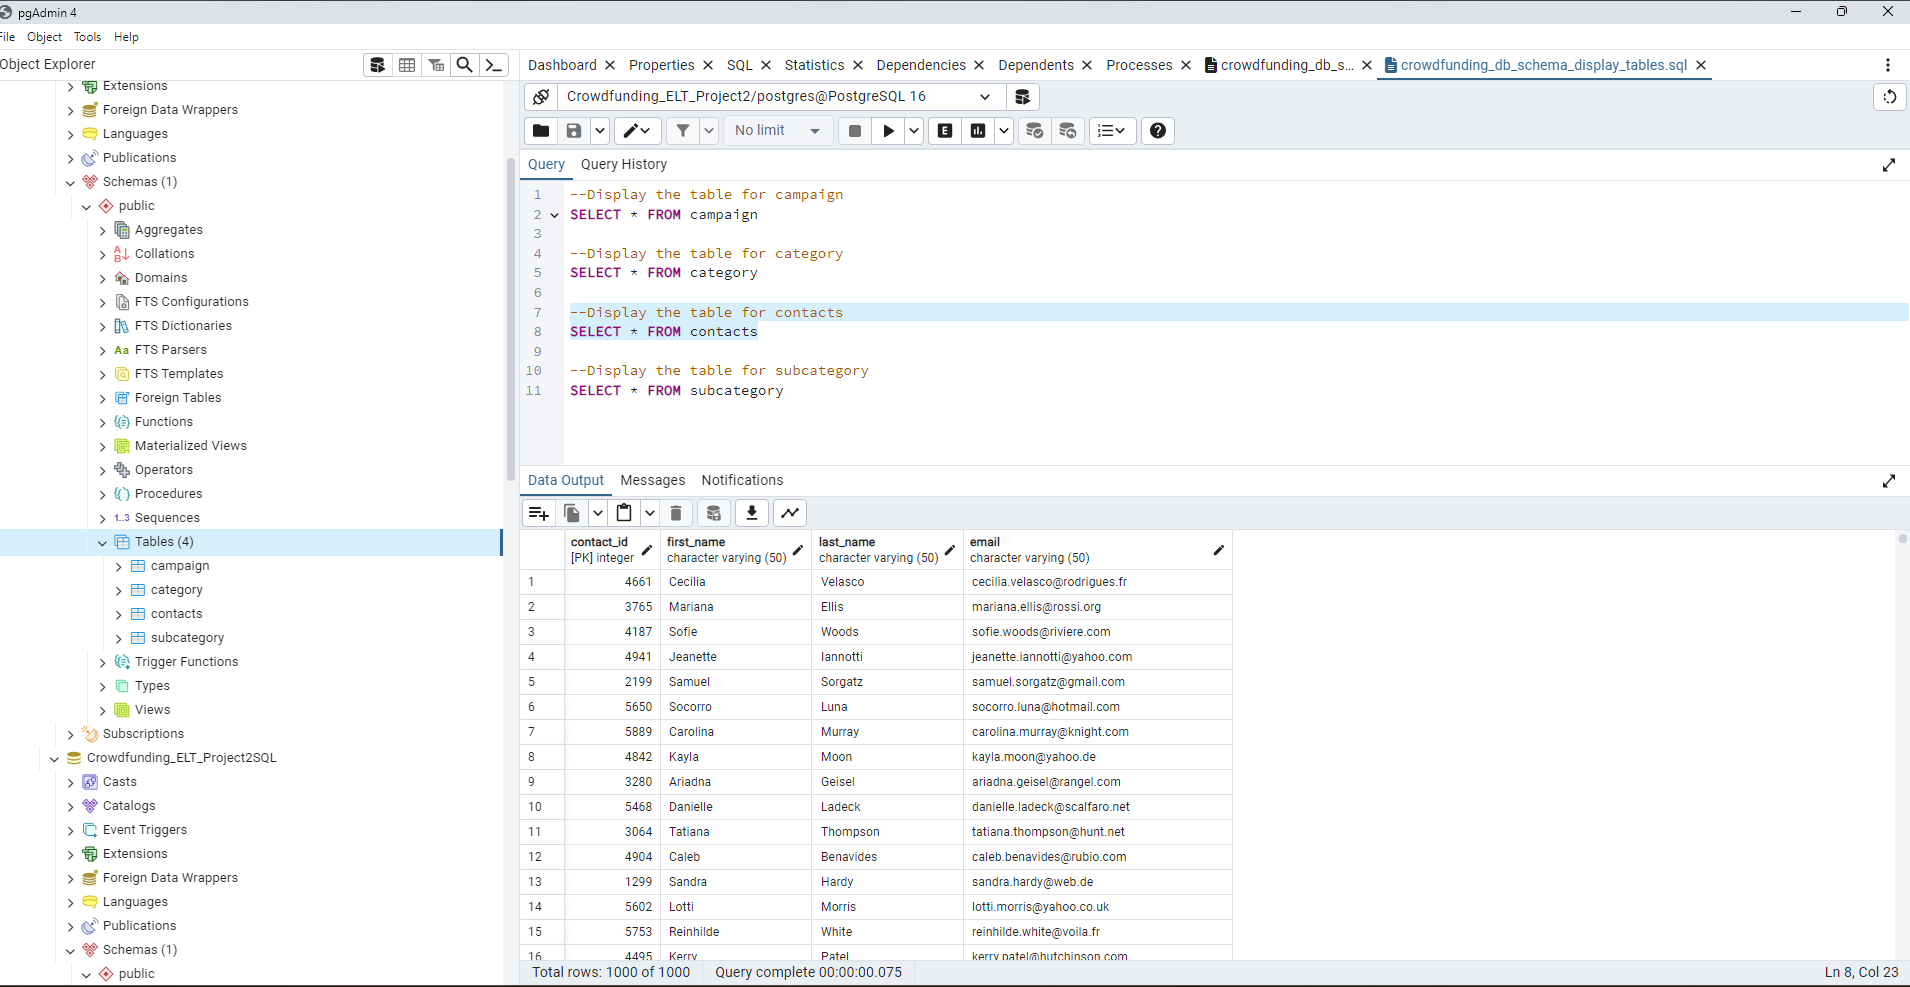 pgAdmin 4
File Object Tools Help
Object Explorer
Extensions
Foreign Data Wrappers
Languages
Publications
Schemas (1)
public
Aggregates
Collations
Domains
FTS Configurations
FTS Dictionaries
Aa FTS Parsers
FTS Templates
Foreign Tables
Functions
Materialized Views
Operators
Procedures
1..3 Sequences
Tables (4)
campaign
category
contacts
subcategory
Trigger Functions
Types
Views
Subscriptions
Crowdfunding_ELT_Project2SQL
Casts
Catalogs
Event Triggers
Extensions
Foreign Data Wrappers
Languages
Publications
Schemas (1)
public
Dashboard Properties SQL Statistics Dependencies Dependents Processes crowdfunding_db_s... crowdfunding_db_schema_display_tables.sql
Crowdfunding_ELT_Project2/postgres@PostgreSQL 16
No limit E
Query Query History
1 --Display the table for campaign
2 SELECT * FROM campaign
3
4 --Display the table for category
5 SELECT * FROM category
6
7 --Display the table for contacts
8 SELECT * FROM contacts
9
10 --Display the table for subcategory
11 SELECT * FROM subcategory
Data Output Messages Notifications
contact_id first_name last_name email
[PK] integer character varying (50) character varying (50) character varying (50)
1 4661 Cecilia Velasco cecilia.velasco@rodrigues.fr
2 3765 Mariana Ellis mariana.ellis@rossi.org
3 4187 Sofie Woods sofie.woods@riviere.com
4 4941 Jeanette Iannotti jeanette.iannotti@yahoo.com
5 2199 Samuel Sorgatz samuel.sorgatz@gmail.com
6 5650 Socorro Luna socorro.luna@hotmail.com
7 5889 Carolina Murray carolina.murray@knight.com
8 4842 Kayla Moon kayla.moon@yahoo.de
9 3280 Ariadna Geisel ariadna.geisel@rangel.com
10 5468 Danielle Ladeck danielle.ladeck@scalfaro.net
11 3064 Tatiana Thompson tatiana.thompson@hunt.net
12 4904 Caleb Benavides caleb.benavides@rubio.com
13 1299 Sandra Hardy sandra.hardy@web.de
14 5602 Lotti Morris lotti.morris@yahoo.co.uk
15 5753 Reinhilde White reinhilde.white@voila.fr
16 4495 Kerry Patel kerry.patel@hutchinson.com
Total rows: 1000 of 1000 Query complete 00:00:00.075 Ln 8, Col 23